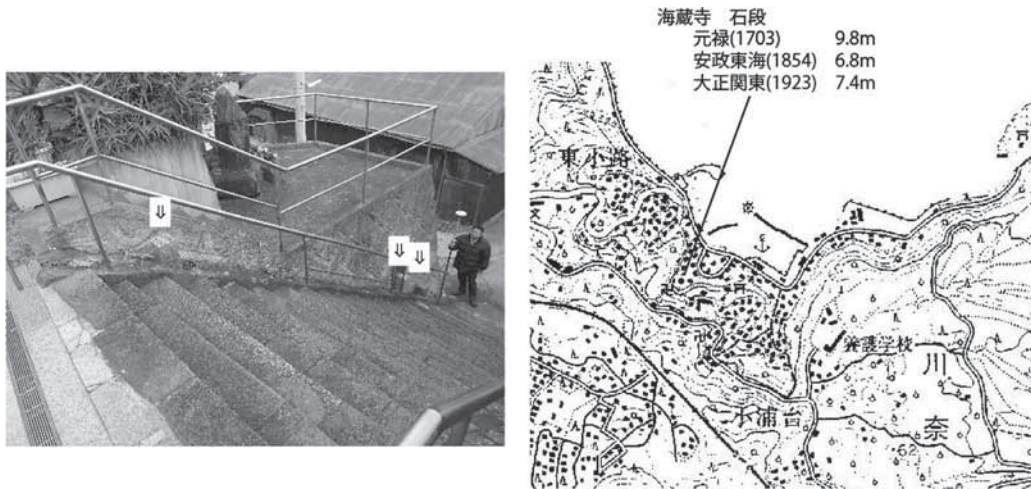 海蔵寺 石段
元禄(1703) 9.8m
安政東海(1854) 6.8m
大正関東(1923) 7.4m
⇓
⇓
⇓
東小路
養護学校
川
奈
小浦台
62